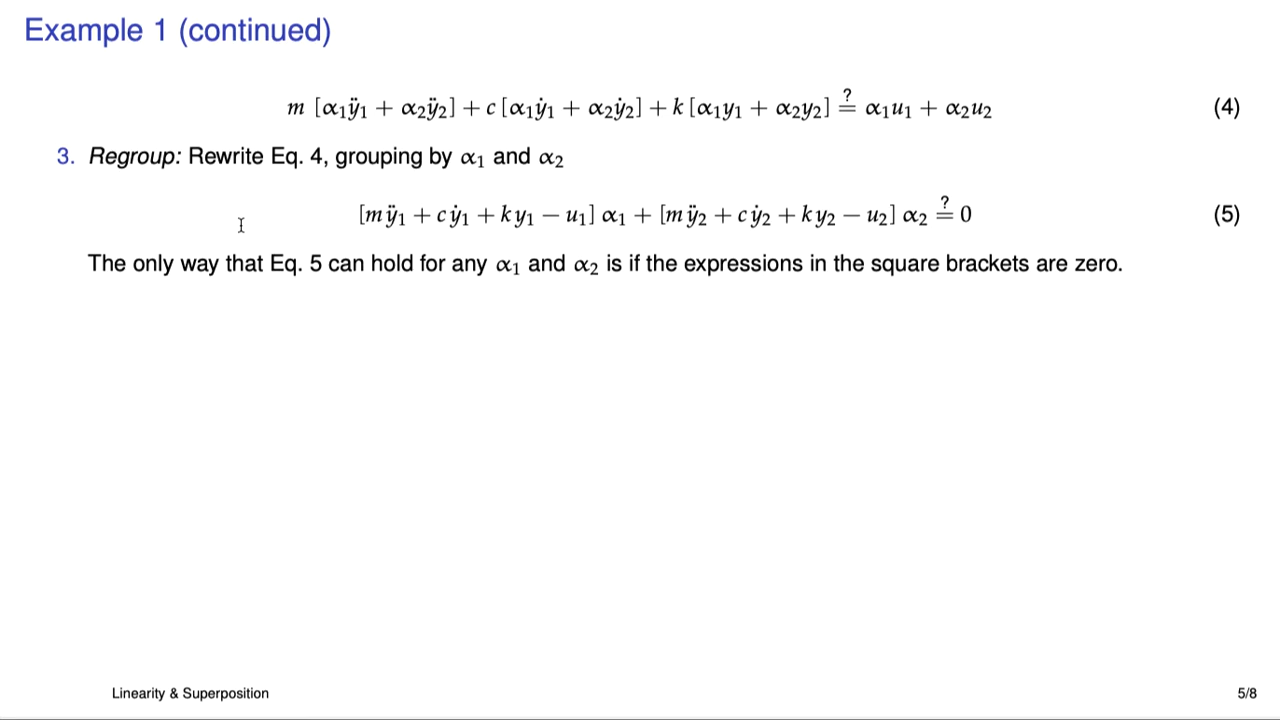 Example 1 (continued)
m [α₁ÿ₁ + α₂ÿ₂] + c [α₁ẏ₁ + α₂ẏ₂] + k [α₁y₁ + α₂y₂] ≟ α₁u₁ + α₂u₂ (4)
3. Regroup: Rewrite Eq. 4, grouping by α₁ and α₂
[m ÿ₁ + c ẏ₁ + k y₁ − u₁] α₁ + [m ÿ₂ + c ẏ₂ + k y₂ − u₂] α₂ ≟ 0 (5)
The only way that Eq. 5 can hold for any α₁ and α₂ is if the expressions in the square brackets are zero.
Linearity & Superposition 5/8